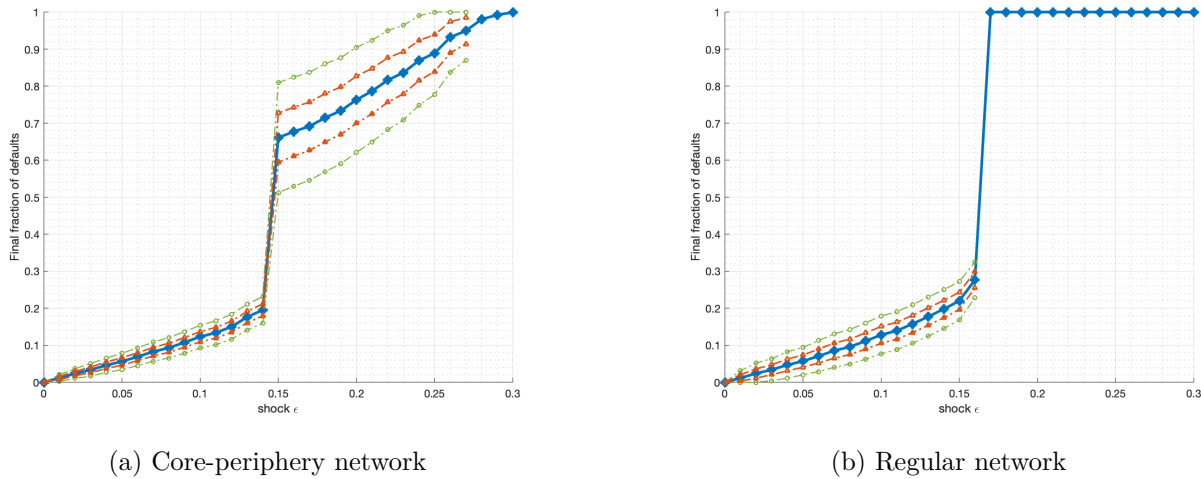 1
0.9
0.8
0.7
0.6
0.5
0.4
0.3
0.2
0.1
0
Final fraction of defaults
0 0.05 0.1 0.15 0.2 0.25 0.3
shock ϵ
(a) Core-periphery network
1
0.9
0.8
0.7
0.6
0.5
0.4
0.3
0.2
0.1
0
Final fraction of defaults
0 0.05 0.1 0.15 0.2 0.25 0.3
shock ϵ
(b) Regular network